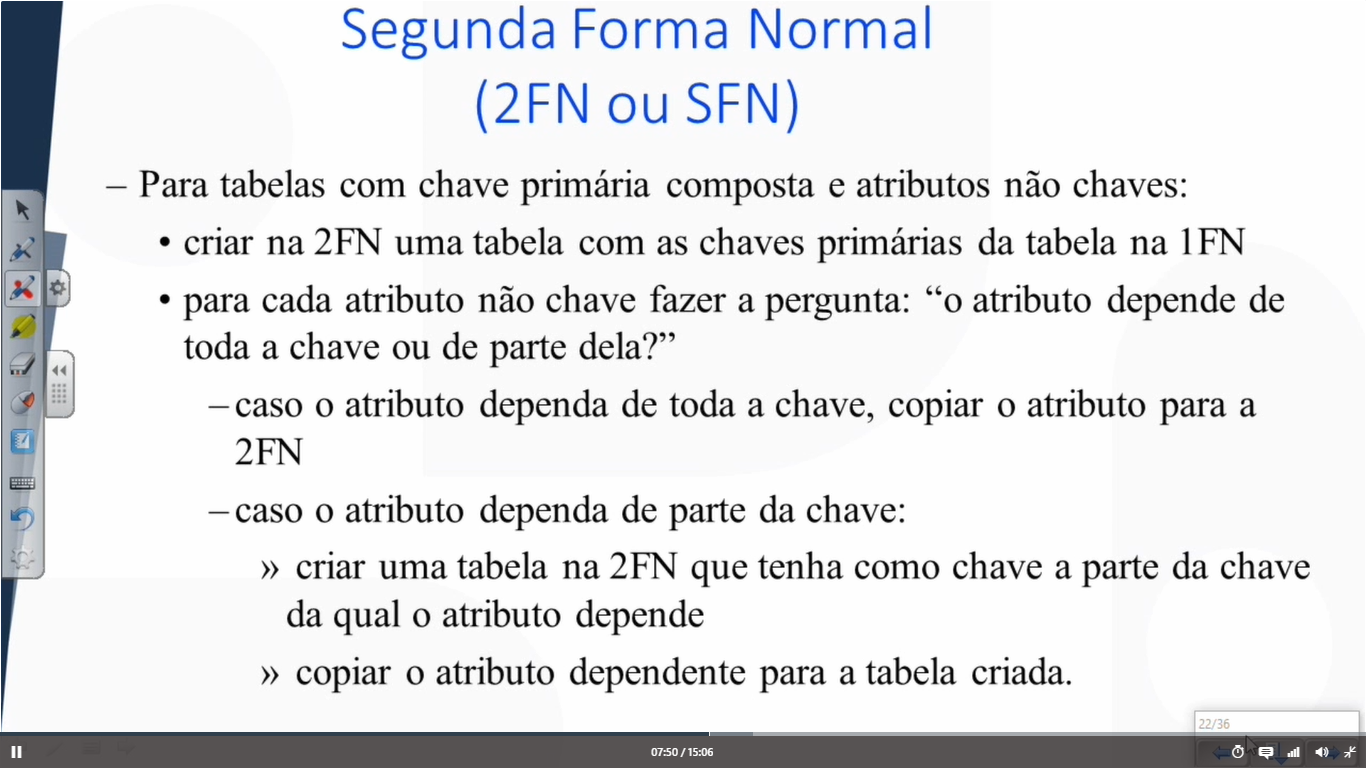 Segunda Forma Normal
(2FN ou SFN)
– Para tabelas com chave primária composta e atributos não chaves:
• criar na 2FN uma tabela com as chaves primárias da tabela na 1FN
• para cada atributo não chave fazer a pergunta: “o atributo depende de
toda a chave ou de parte dela?”
– caso o atributo dependa de toda a chave, copiar o atributo para a
2FN
– caso o atributo dependa de parte da chave:
» criar uma tabela na 2FN que tenha como chave a parte da chave
da qual o atributo depende
» copiar o atributo dependente para a tabela criada.
22/36
07:50 / 15:06